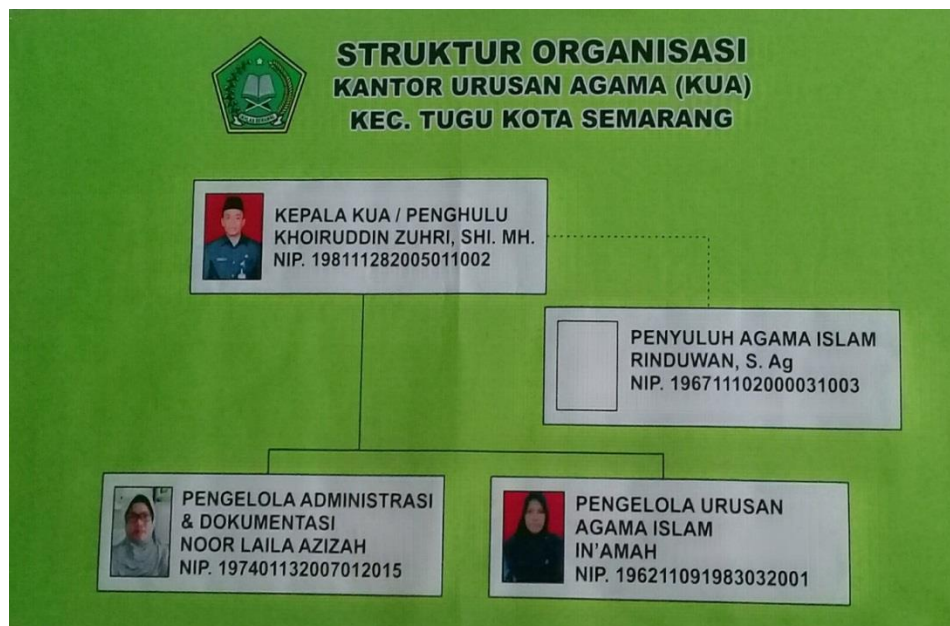 STRUKTUR ORGANISASI
KANTOR URUSAN AGAMA (KUA)
KEC. TUGU KOTA SEMARANG
KEPALA KUA / PENGHULU
KHOIRUDDIN ZUHRI, SHI. MH.
NIP. 198111282005011002
PENYULUH AGAMA ISLAM
RINDUWAN, S. Ag
NIP. 196711102000031003
PENGELOLA ADMINISTRASI
& DOKUMENTASI
NOOR LAILA AZIZAH
NIP. 197401132007012015
PENGELOLA URUSAN
AGAMA ISLAM
IN'AMAH
NIP. 196211091983032001